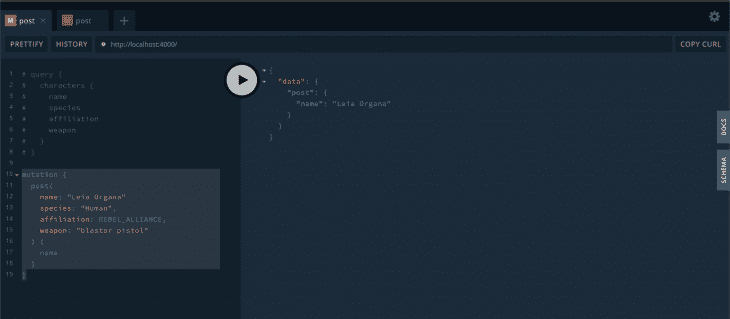 M post ×
post
+
PRETTIFY
HISTORY
http://localhost:4000/
COPY CURL
1 # query {
2 # characters {
3 # name
4 # species
5 # affiliation
6 # weapon
7 # }
8 # }
9
10 mutation {
11 post(
12 name: "Leia Organa"
13 species: "Human",
14 affiliation: REBEL_ALLIANCE,
15 weapon: "blaster pistol"
16 ) {
17 name
18 }
19 }
{
"data": {
"post": {
"name": "Leia Organa"
}
}
}
DOCS
SCHEMA